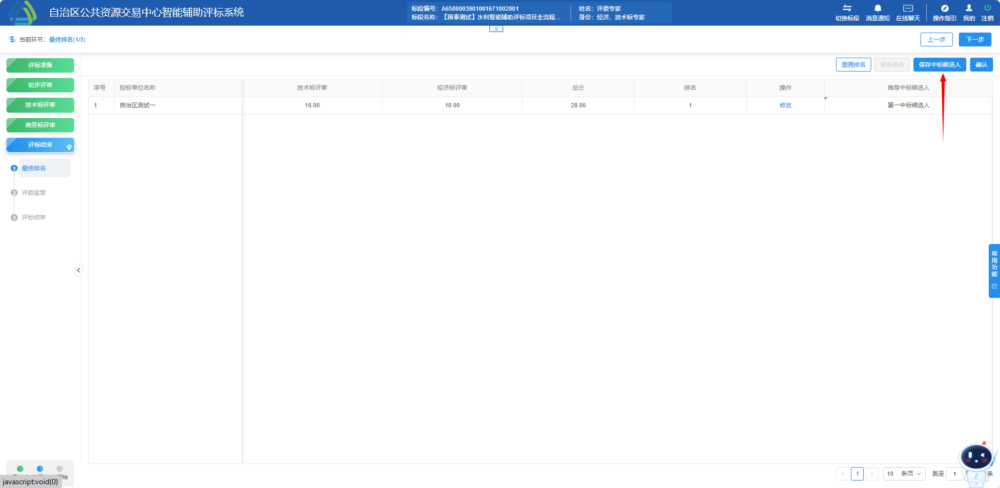 自治区公共资源交易中心智能辅助评标系统
标段编号：A6500003901001671002001
标段名称：【国泰测试】水利智能辅助评标项目全流程...
姓名：评委专家
身份：经济、技术标专家
切换标段 消息通知 在线聊天 操作指引 我的 注销
当前环节：最终排名(1/3)
上一步 下一步
评标准备
初步评审
技术标评审
商务标评审
评标结束
1 最终排名
2 评委签章
3 评标结束
重置排名 重新修改 保存中标候选人 确认
序号 投标单位名称 技术标评审 经济标评审 总分 排名 操作 推荐中标候选人
1 自治区测试一 18.00 10.00 28.00 1 修改 第一中标候选人
常用功能
javascript:void(0)
1 10 条/页 跳至 1 条
E